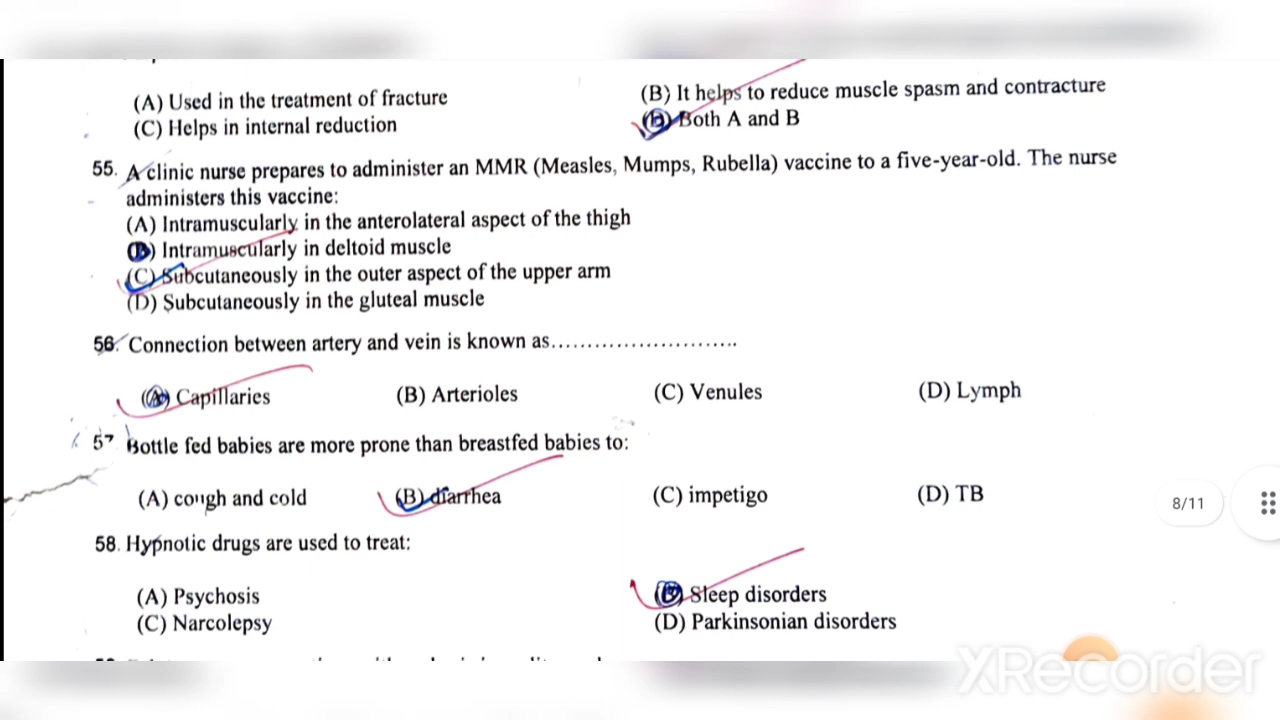 (A) Used in the treatment of fracture
(B) It helps to reduce muscle spasm and contracture
(C) Helps in internal reduction
(D) Both A and B
55. A clinic nurse prepares to administer an MMR (Measles, Mumps, Rubella) vaccine to a five-year-old. The nurse
administers this vaccine:
(A) Intramuscularly in the anterolateral aspect of the thigh
(B) Intramuscularly in deltoid muscle
(C) Subcutaneously in the outer aspect of the upper arm
(D) Subcutaneously in the gluteal muscle
56. Connection between artery and vein is known as..........................
(A) Capillaries (B) Arterioles (C) Venules (D) Lymph
57 Bottle fed babies are more prone than breastfed babies to:
(A) cough and cold (B) diarrhea (C) impetigo (D) TB
8/11
58. Hypnotic drugs are used to treat:
(A) Psychosis (B) Sleep disorders
(C) Narcolepsy (D) Parkinsonian disorders
XRecorder